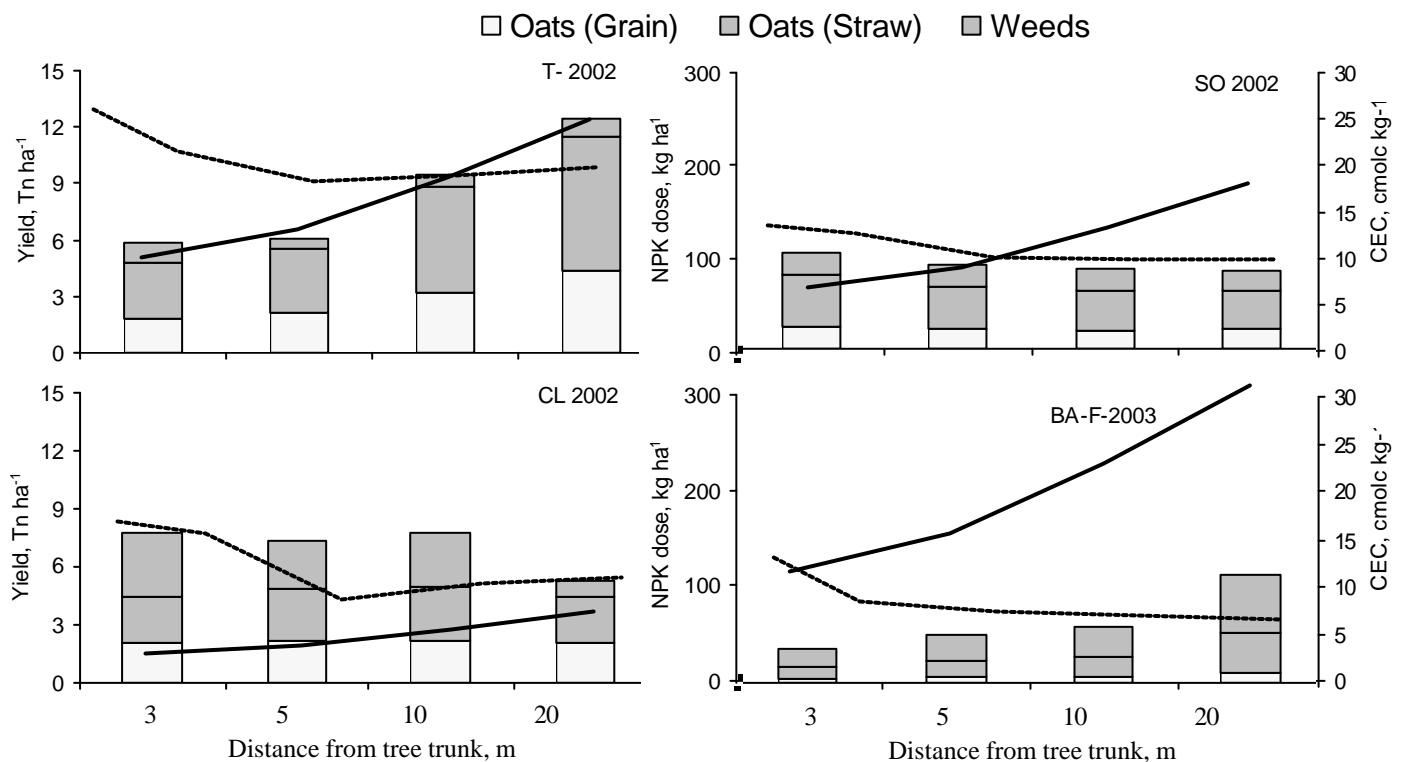 Oats (Grain) Oats (Straw) Weeds
T- 2002
15
12
9
6
3
0
Yield, Tn ha-1
SO 2002
300
200
100
0
NPK dose, kg ha1
30
25
20
15
10
5
0
CEC, cmolc kg-1
CL 2002
15
12
9
6
3
0
Yield, Tn ha-1
3 5 10 20
Distance from tree trunk, m
BA-F-2003
300
200
100
0
NPK dose, kg ha1
30
25
20
15
10
5
0
CEC, cmolc kg-
3 5 10 20
Distance from tree trunk, m